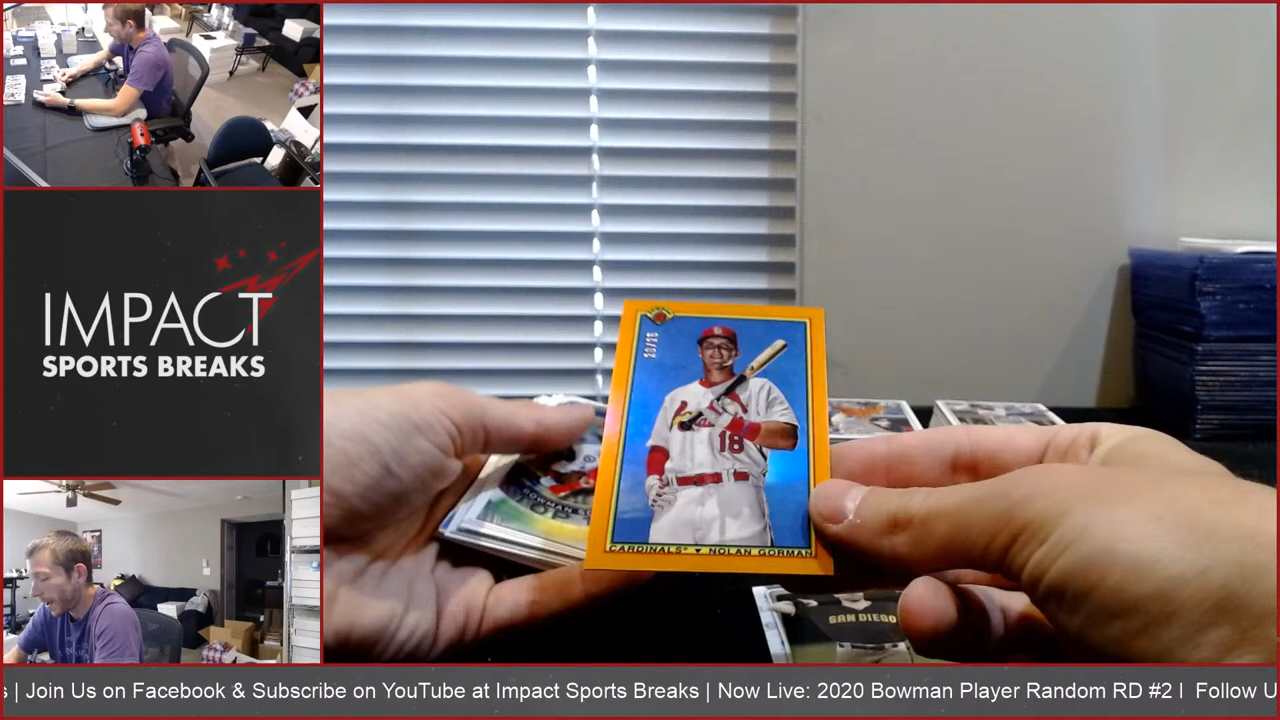 IMPACT
SPORTS BREAKS
18
CARDINALS ▾ NOLAN GORMAN
SAN DIEGO
s | Join Us on Facebook & Subscribe on YouTube at Impact Sports Breaks | Now Live: 2020 Bowman Player Random RD #2 | Follow U